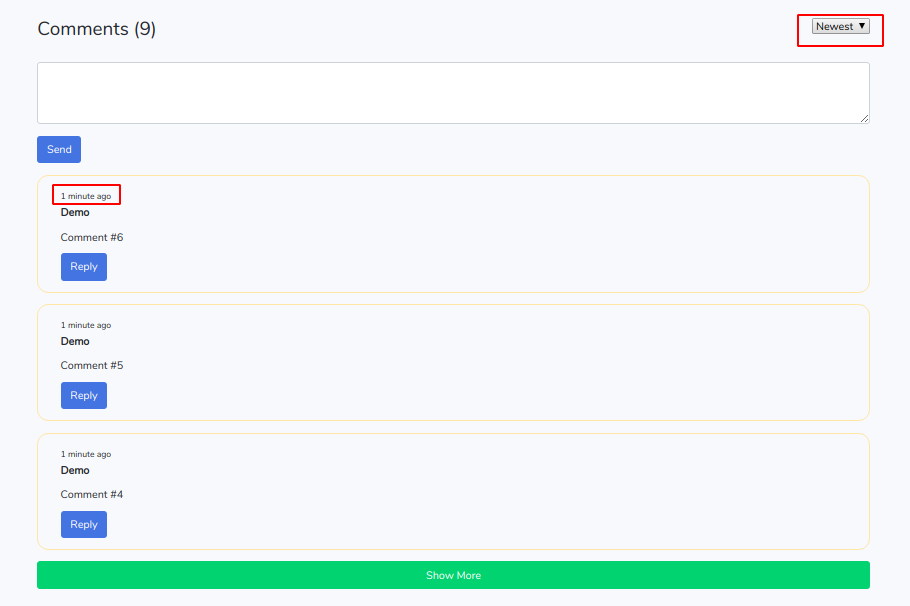 Comments (9)
Newest
Send
1 minute ago
Demo
Comment #6
Reply
1 minute ago
Demo
Comment #5
Reply
1 minute ago
Demo
Comment #4
Reply
Show More